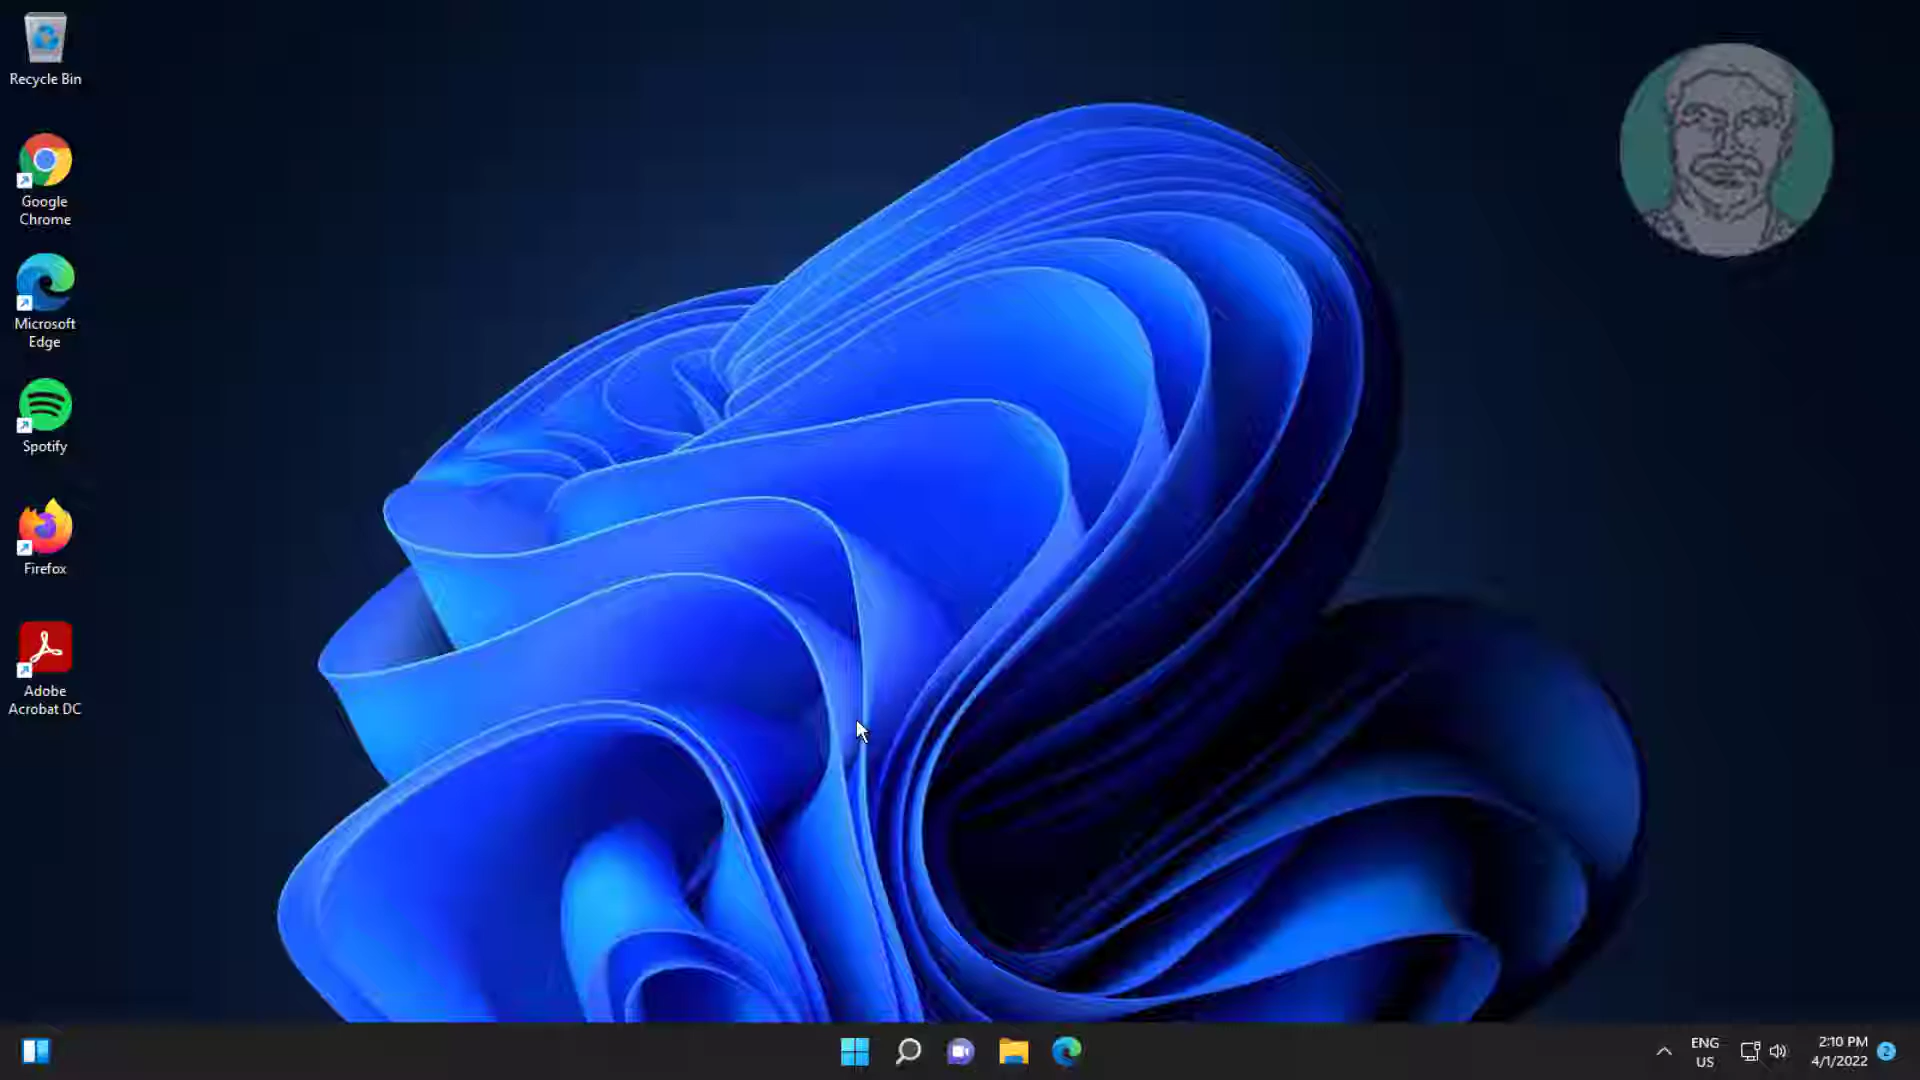 Recycle Bin
Google
Chrome
Microsoft
Edge
Spotify
Firefox
Adobe
Acrobat DC
ENG
US
2:10 PM
4/1/2022
2